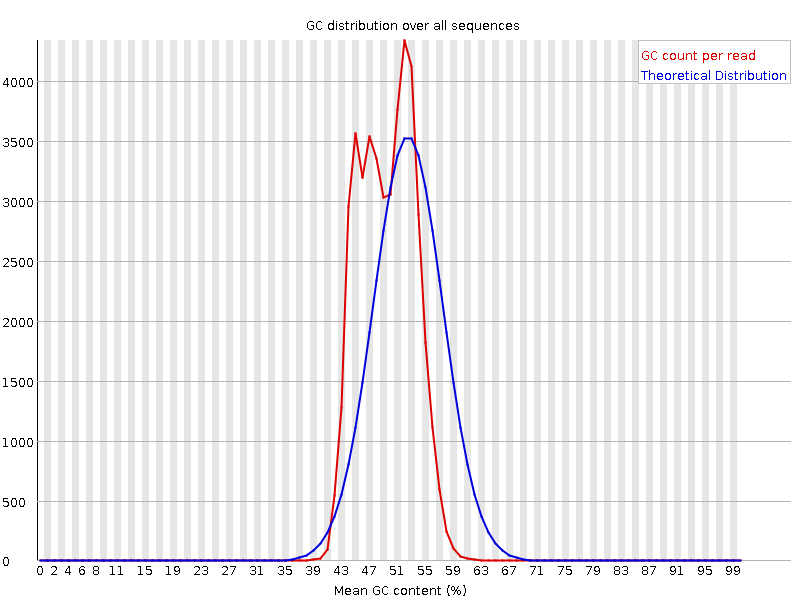 GC distribution over all sequences
GC count per read
Theoretical Distribution
4000
3500
3000
2500
2000
1500
1000
500
0
0 2 4 6 8 11 15 19 23 27 31 35 39 43 47 51 55 59 63 67 71 75 79 83 87 91 95 99
Mean GC content (%)